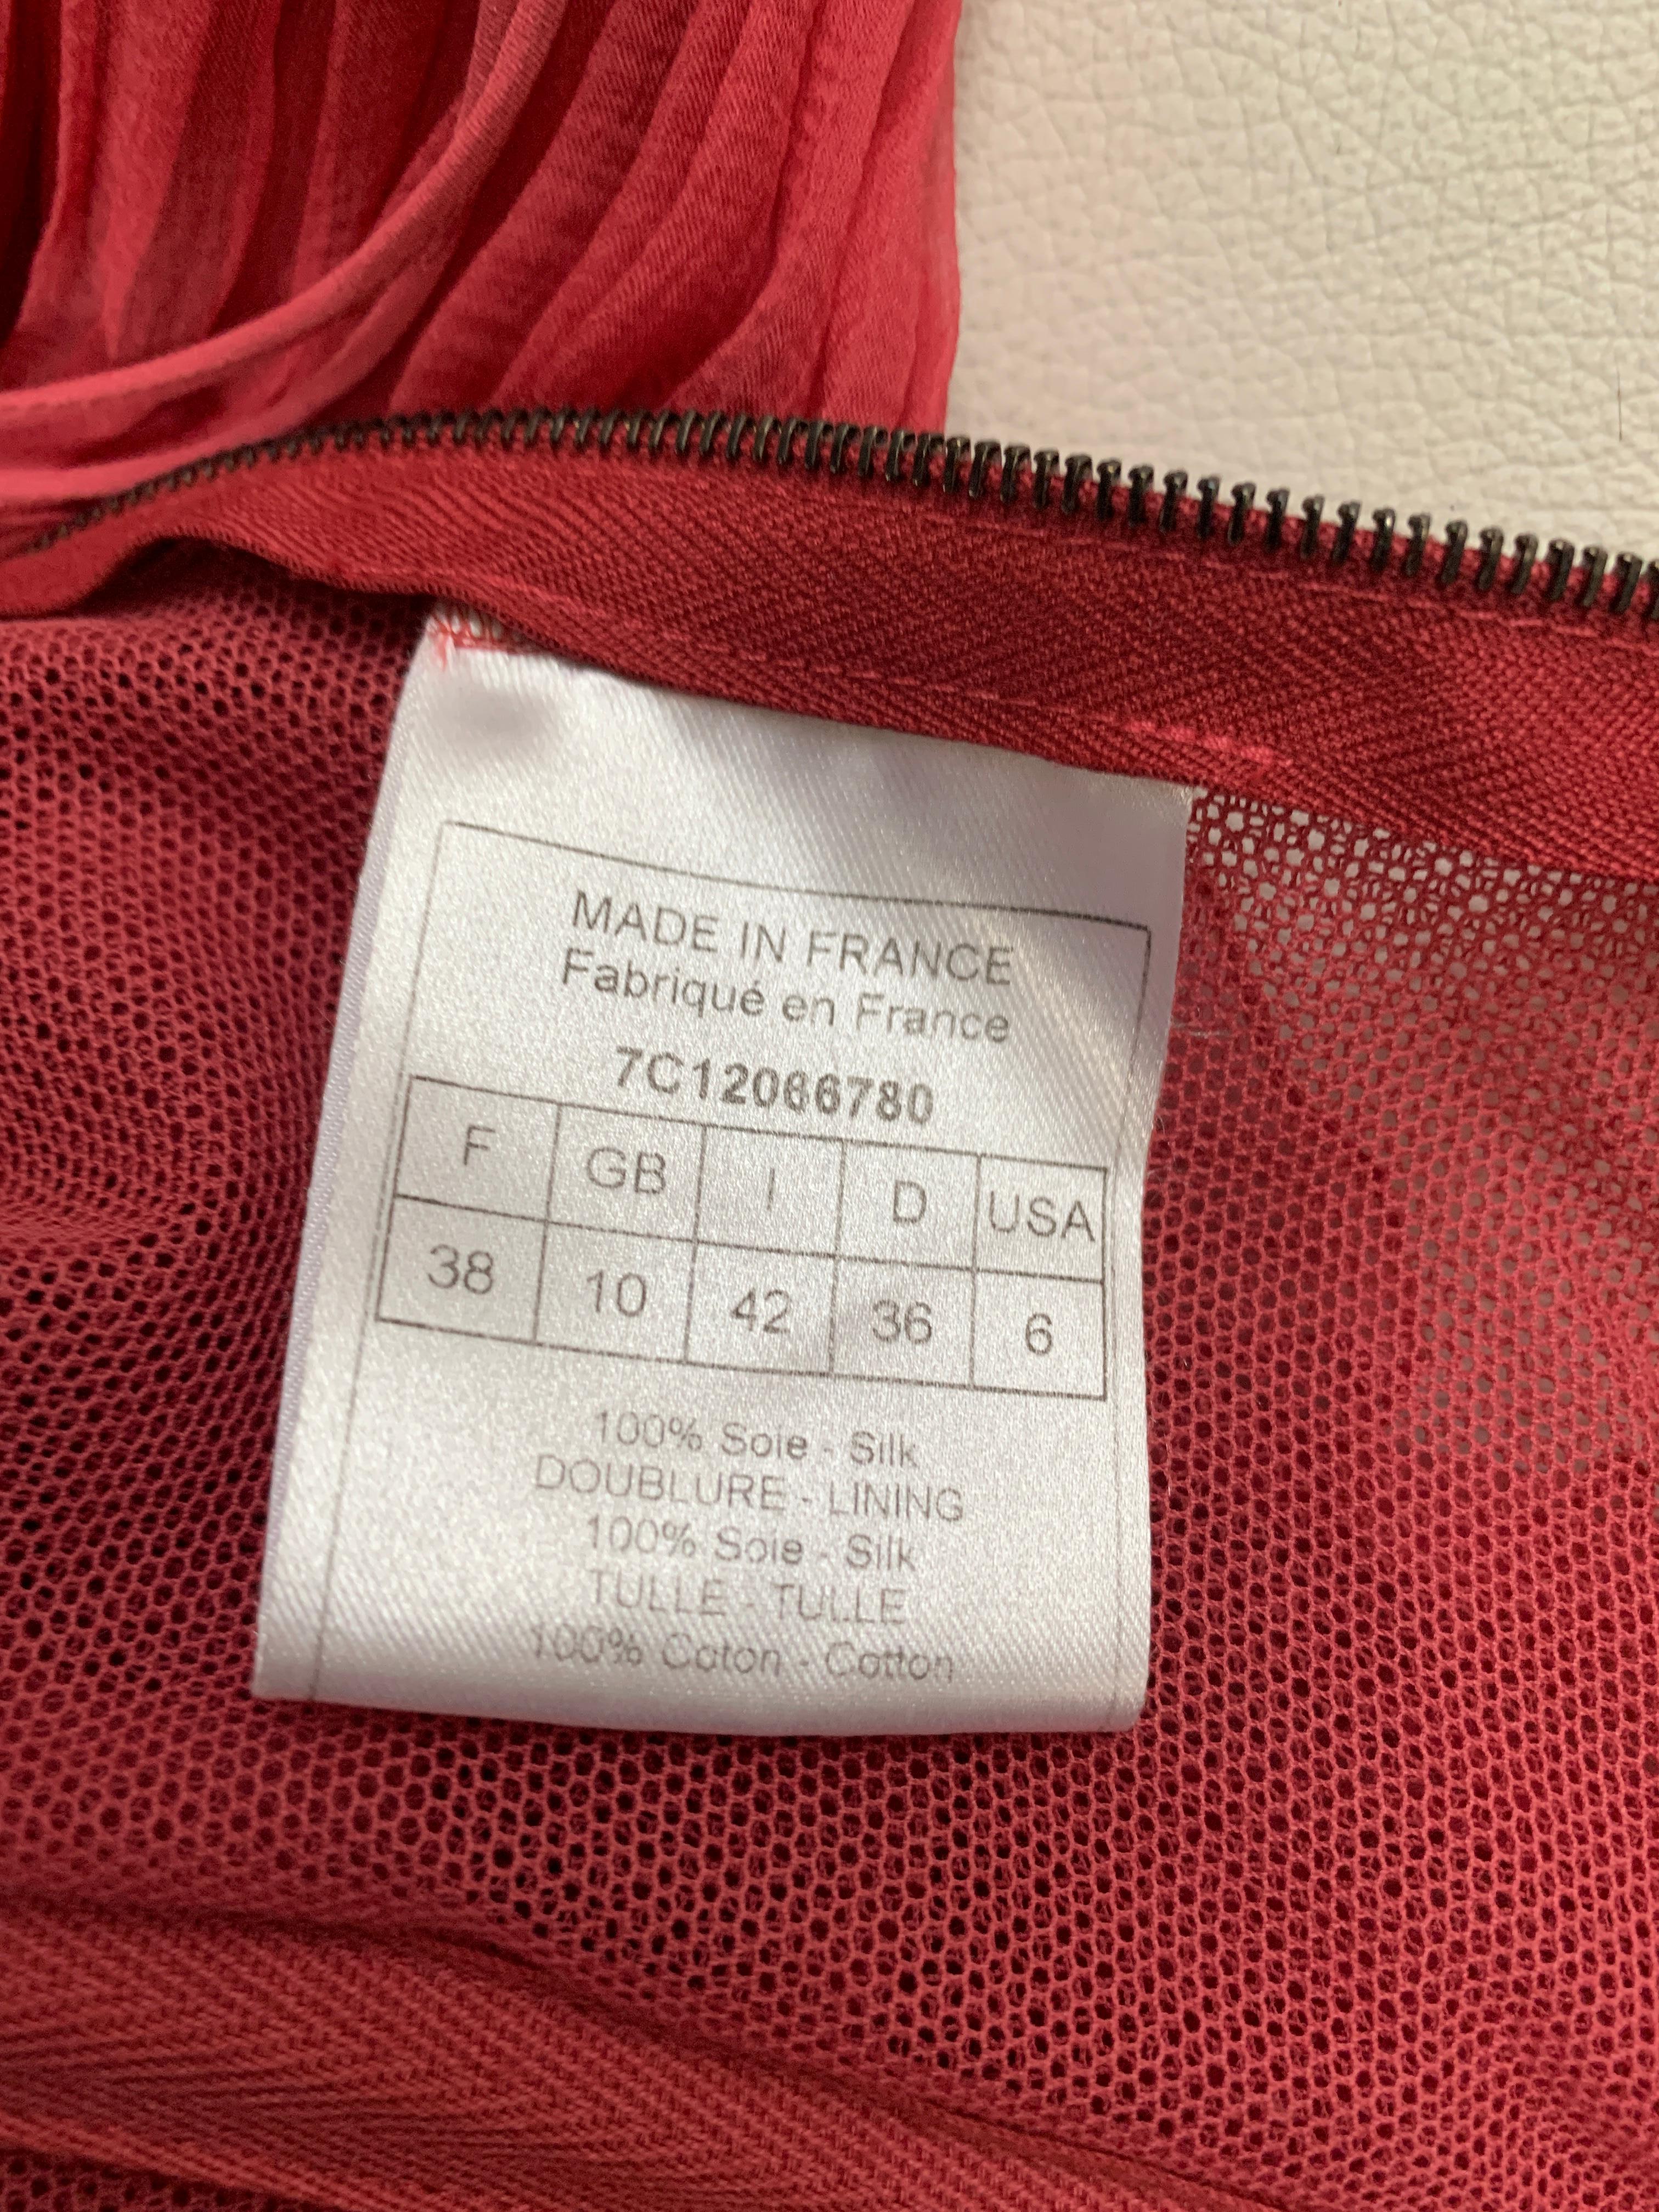 MADE IN FRANCE
Fabriqué en France
7C12066780
F GB I D USA
38 10 42 36 6
100% Soie - Silk
DOUBLURE - LINING
100% Soie - Silk
TULLE - TULLE
100% Coton - Cotton